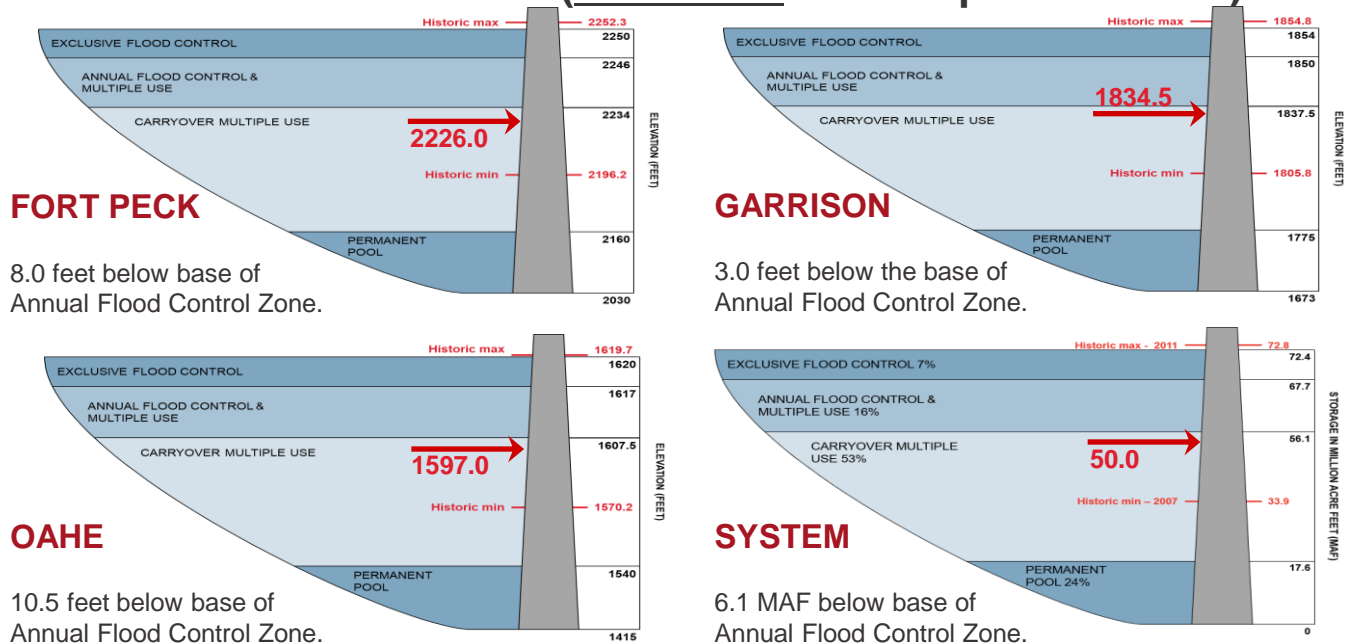 Historic max
2252.3
2250
EXCLUSIVE FLOOD CONTROL
2246
ANNUAL FLOOD CONTROL &
MULTIPLE USE
2234
CARRYOVER MULTIPLE USE
2226.0
ELEVATION (FEET)
Historic min
2196.2
FORT PECK
2160
PERMANENT
POOL
8.0 feet below base of
Annual Flood Control Zone.
2030
Historic max
1854.8
1854
EXCLUSIVE FLOOD CONTROL
1850
ANNUAL FLOOD CONTROL &
MULTIPLE USE
1834.5
1837.5
CARRYOVER MULTIPLE USE
ELEVATION (FEET)
Historic min
1805.8
GARRISON
1775
PERMANENT
POOL
3.0 feet below the base of
Annual Flood Control Zone.
1673
Historic max
1619.7
1620
EXCLUSIVE FLOOD CONTROL
1617
ANNUAL FLOOD CONTROL &
MULTIPLE USE
1607.5
CARRYOVER MULTIPLE USE
1597.0
ELEVATION (FEET)
Historic min
1570.2
OAHE
1540
PERMANENT
POOL
10.5 feet below base of
Annual Flood Control Zone.
1415
Historic max - 2011
72.8
72.4
EXCLUSIVE FLOOD CONTROL 7%
67.7
ANNUAL FLOOD CONTROL &
MULTIPLE USE 16%
56.1
CARRYOVER MULTIPLE
USE 53%
50.0
STORAGE IN MILLION ACRE FEET (MAF)
Historic min – 2007
33.9
SYSTEM
17.6
PERMANENT
POOL 24%
6.1 MAF below base of
Annual Flood Control Zone.
0